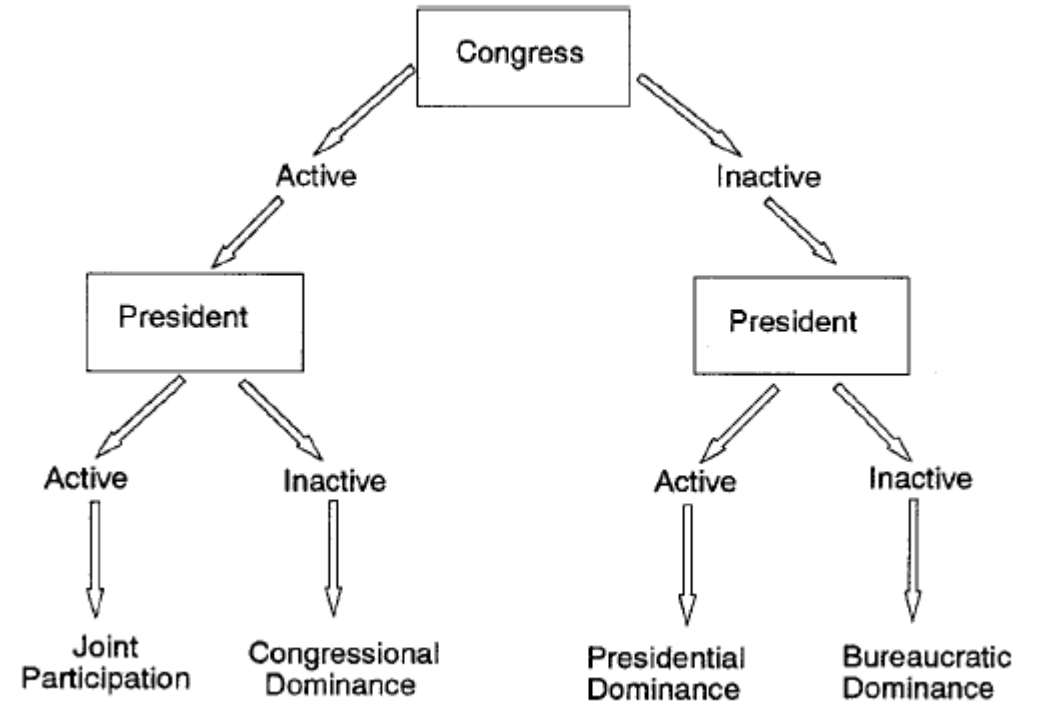 Congress
Active
Inactive
President
President
Active
Inactive
Active
Inactive
Joint
Participation
Congressional
Dominance
Presidential
Dominance
Bureaucratic
Dominance